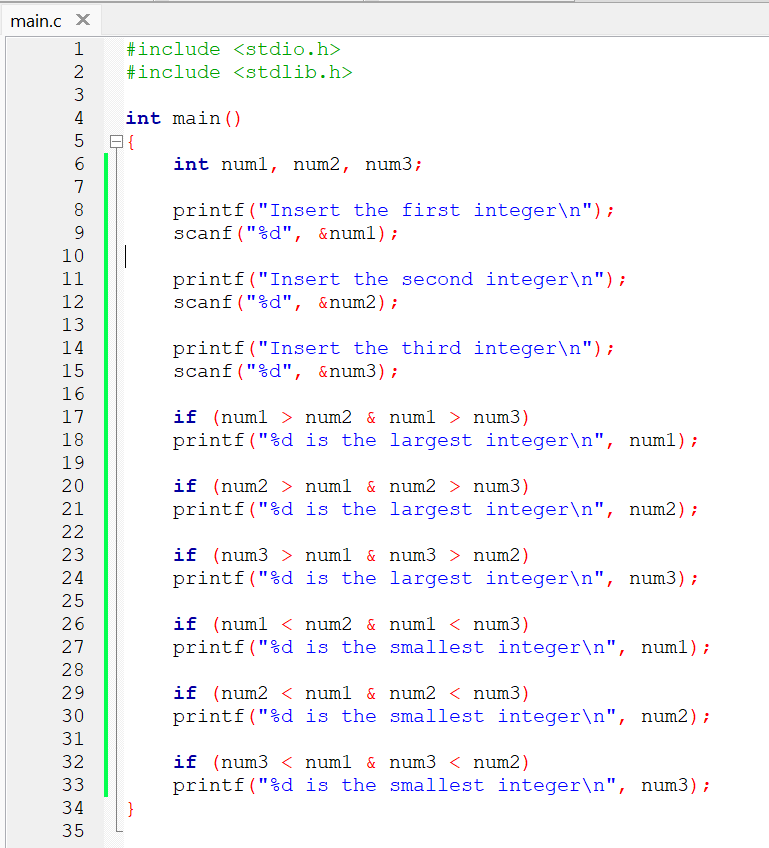 main.c ✕
1 #include <stdio.h>
2 #include <stdlib.h>
3
4 int main()
5 {
6     int num1, num2, num3;
7
8     printf("Insert the first integer\n");
9     scanf("%d", &num1);
10
11     printf("Insert the second integer\n");
12     scanf("%d", &num2);
13
14     printf("Insert the third integer\n");
15     scanf("%d", &num3);
16
17     if (num1 > num2 & num1 > num3)
18     printf("%d is the largest integer\n", num1);
19
20     if (num2 > num1 & num2 > num3)
21     printf("%d is the largest integer\n", num2);
22
23     if (num3 > num1 & num3 > num2)
24     printf("%d is the largest integer\n", num3);
25
26     if (num1 < num2 & num1 < num3)
27     printf("%d is the smallest integer\n", num1);
28
29     if (num2 < num1 & num2 < num3)
30     printf("%d is the smallest integer\n", num2);
31
32     if (num3 < num1 & num3 < num2)
33     printf("%d is the smallest integer\n", num3);
34 }
35